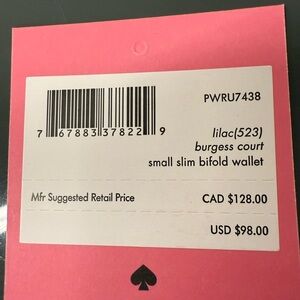 PWRU7438
7 67883 37822 9
lilac(523)
burgess court
small slim bifold wallet
Mfr Suggested Retail Price CAD $128.00
USD $98.00